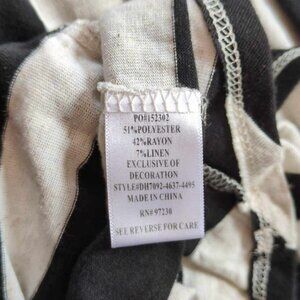 PO#152302
51%POLYESTER
42%RAYON
7%LINEN
EXCLUSIVE OF
DECORATION
STYLE#DH7092-4637-4495
MADE IN CHINA
RN#97230
SEE REVERSE FOR CARE